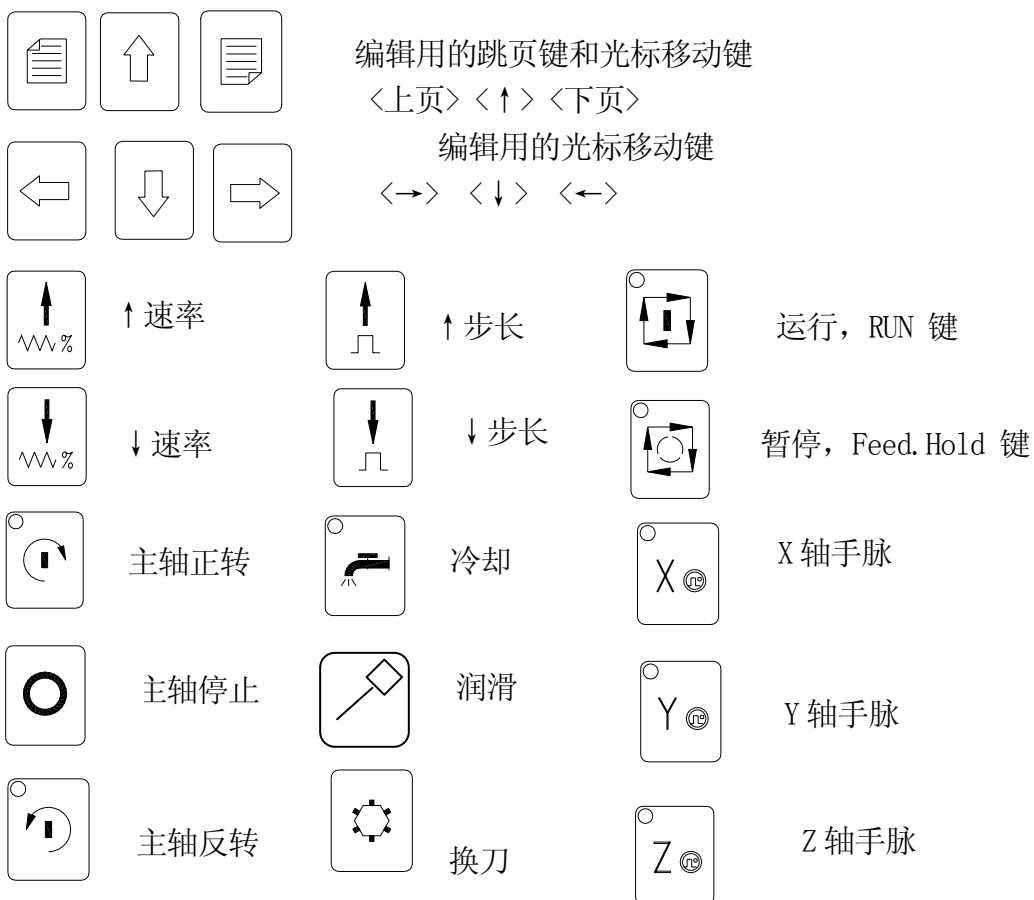 编辑用的跳页键和光标移动键
<上页> <↑> <下页>
编辑用的光标移动键
<→> <↓> <←>
% ↑速率 ↑步长 运行，RUN 键
% ↓速率 ↓步长 暂停，Feed.Hold 键
主轴正转 冷却 X X轴手脉
主轴停止 润滑 Y Y轴手脉
主轴反转 换刀 Z Z轴手脉